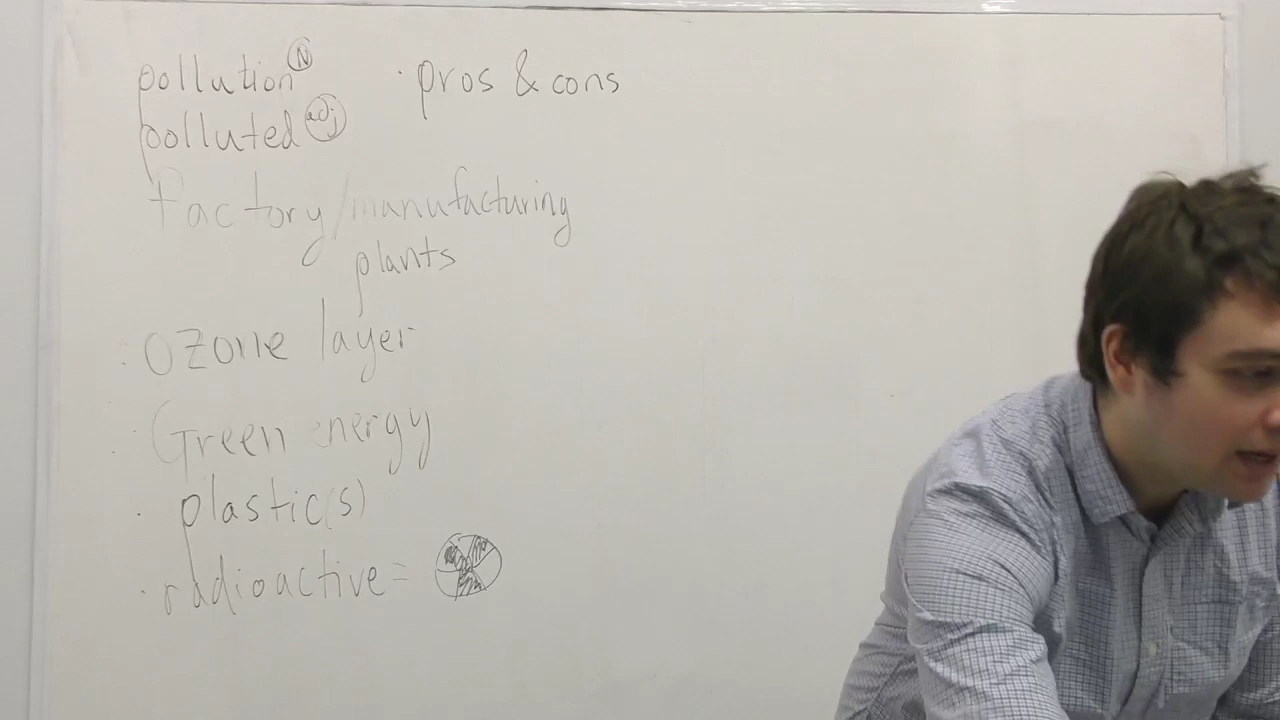 pollution (N)
· pros & cons
polluted (adj)
factory/manufacturing
plants
· ozone layer
· Green energy
· plastic(s)
· radioactive =